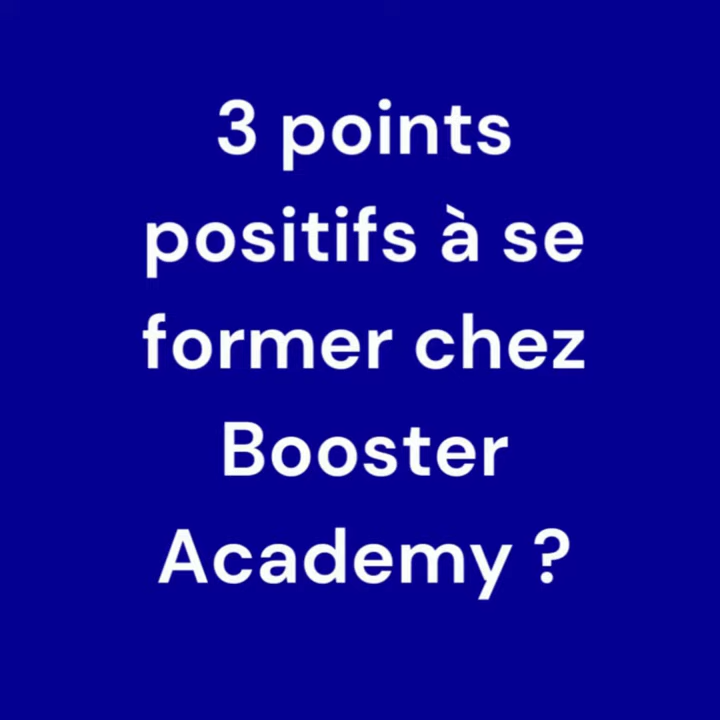 3 points
positifs à se
former chez
Booster
Academy ?